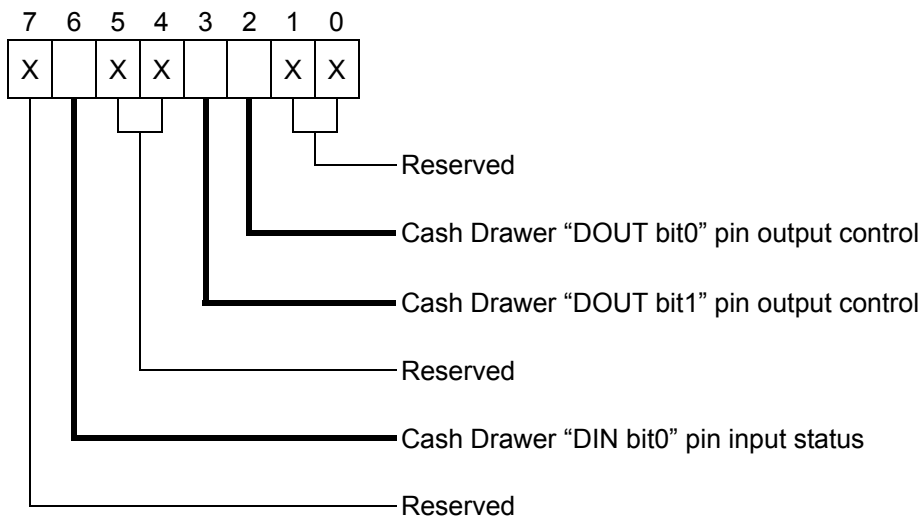 7 6 5 4 3 2 1 0
X X X X X
Reserved
Cash Drawer “DOUT bit0” pin output control
Cash Drawer “DOUT bit1” pin output control
Reserved
Cash Drawer “DIN bit0” pin input status
Reserved